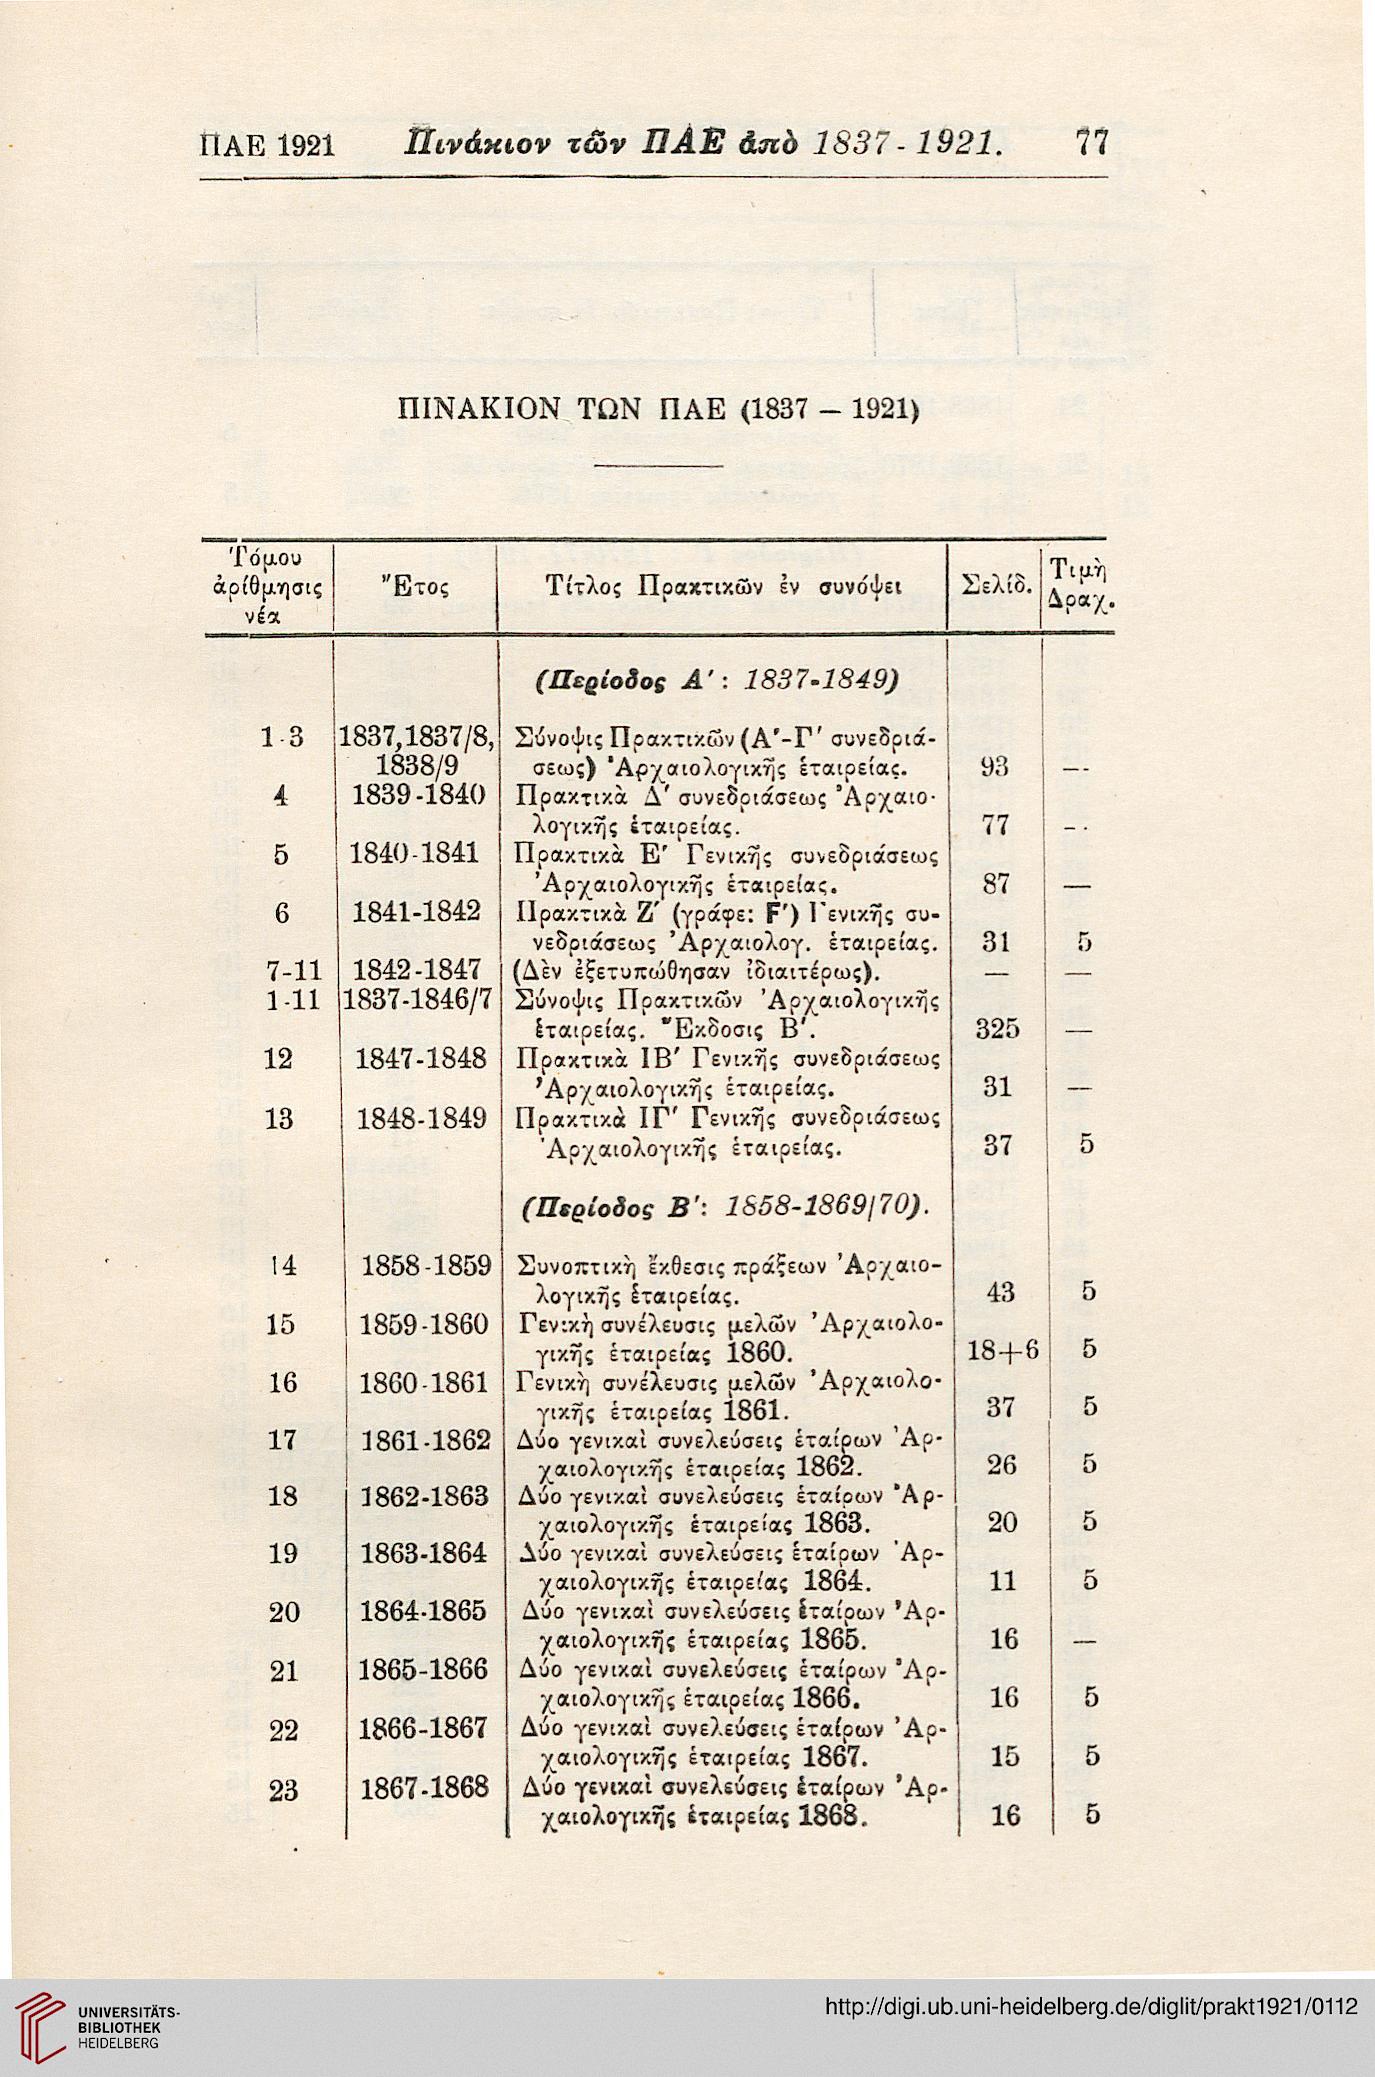 ΠΑΕ 1921 Πινάκιον τῶν ΠΑΕ ἀπὸ 1837-1921. 77
ΠΙΝΑΚΙΟΝ ΤΩΝ ΠΑΕ (1837 — 1921)
Τόμου
ἀρίθμησις
νέα
Ἔτος
Τίτλος Πρακτικῶν ἐν συνόψει
Σελίδ.
Τιμὴ
Δραχ.
(Περίοδος Α': 1837-1849)
1-3 1837,1837/8, Σύνοψις Πρακτικῶν (Α'-Γ' συνεδριά-
1838/9 σεως) Ἀρχαιολογικῆς ἑταιρείας. 93 —
4 1839-1840 Πρακτικὰ Δ' συνεδριάσεως Ἀρχαιο-
λογικῆς ἑταιρείας. 77 —
5 1840-1841 Πρακτικὰ Ε' Γενικῆς συνεδριάσεως
Ἀρχαιολογικῆς ἑταιρείας. 87 —
6 1841-1842 Πρακτικὰ Ζ' (γράφε: Ϝ') Γενικῆς συ-
νεδριάσεως Ἀρχαιολογ. ἑταιρείας. 31 5
7-11 1842-1847 (Δὲν ἐξετυπώθησαν ἰδιαιτέρως). — —
1-11 1837-1846/7 Σύνοψις Πρακτικῶν Ἀρχαιολογικῆς
ἑταιρείας. Ἔκδοσις Β'. 325 —
12 1847-1848 Πρακτικὰ ΙΒ' Γενικῆς συνεδριάσεως
Ἀρχαιολογικῆς ἑταιρείας. 31 —
13 1848-1849 Πρακτικὰ ΙΓ' Γενικῆς συνεδριάσεως
Ἀρχαιολογικῆς ἑταιρείας. 37 5
(Περίοδος Β': 1858-1869/70).
14 1858-1859 Συνοπτικὴ ἔκθεσις πράξεων Ἀρχαιο-
λογικῆς ἑταιρείας. 43 5
15 1859-1860 Γενικὴ συνέλευσις μελῶν Ἀρχαιολο-
γικῆς ἑταιρείας 1860. 18+6 5
16 1860-1861 Γενικὴ συνέλευσις μελῶν Ἀρχαιολο-
γικῆς ἑταιρείας 1861. 37 5
17 1861-1862 Δύο γενικαὶ συνελεύσεις ἑταίρων Ἀρ-
χαιολογικῆς ἑταιρείας 1862. 26 5
18 1862-1863 Δύο γενικαὶ συνελεύσεις ἑταίρων Ἀρ-
χαιολογικῆς ἑταιρείας 1863. 20 5
19 1863-1864 Δύο γενικαὶ συνελεύσεις ἑταίρων Ἀρ-
χαιολογικῆς ἑταιρείας 1864. 11 5
20 1864-1865 Δύο γενικαὶ συνελεύσεις ἑταίρων Ἀρ-
χαιολογικῆς ἑταιρείας 1865. 16 —
21 1865-1866 Δύο γενικαὶ συνελεύσεις ἑταίρων Ἀρ-
χαιολογικῆς ἑταιρείας 1866. 16 5
22 1866-1867 Δύο γενικαὶ συνελεύσεις ἑταίρων Ἀρ-
χαιολογικῆς ἑταιρείας 1867. 15 5
23 1867-1868 Δύο γενικαὶ συνελεύσεις ἑταίρων Ἀρ-
χαιολογικῆς ἑταιρείας 1868. 16 5
UNIVERSITÄTS-
BIBLIOTHEK
HEIDELBERG
http://digi.ub.uni-heidelberg.de/diglit/prakt1921/0112